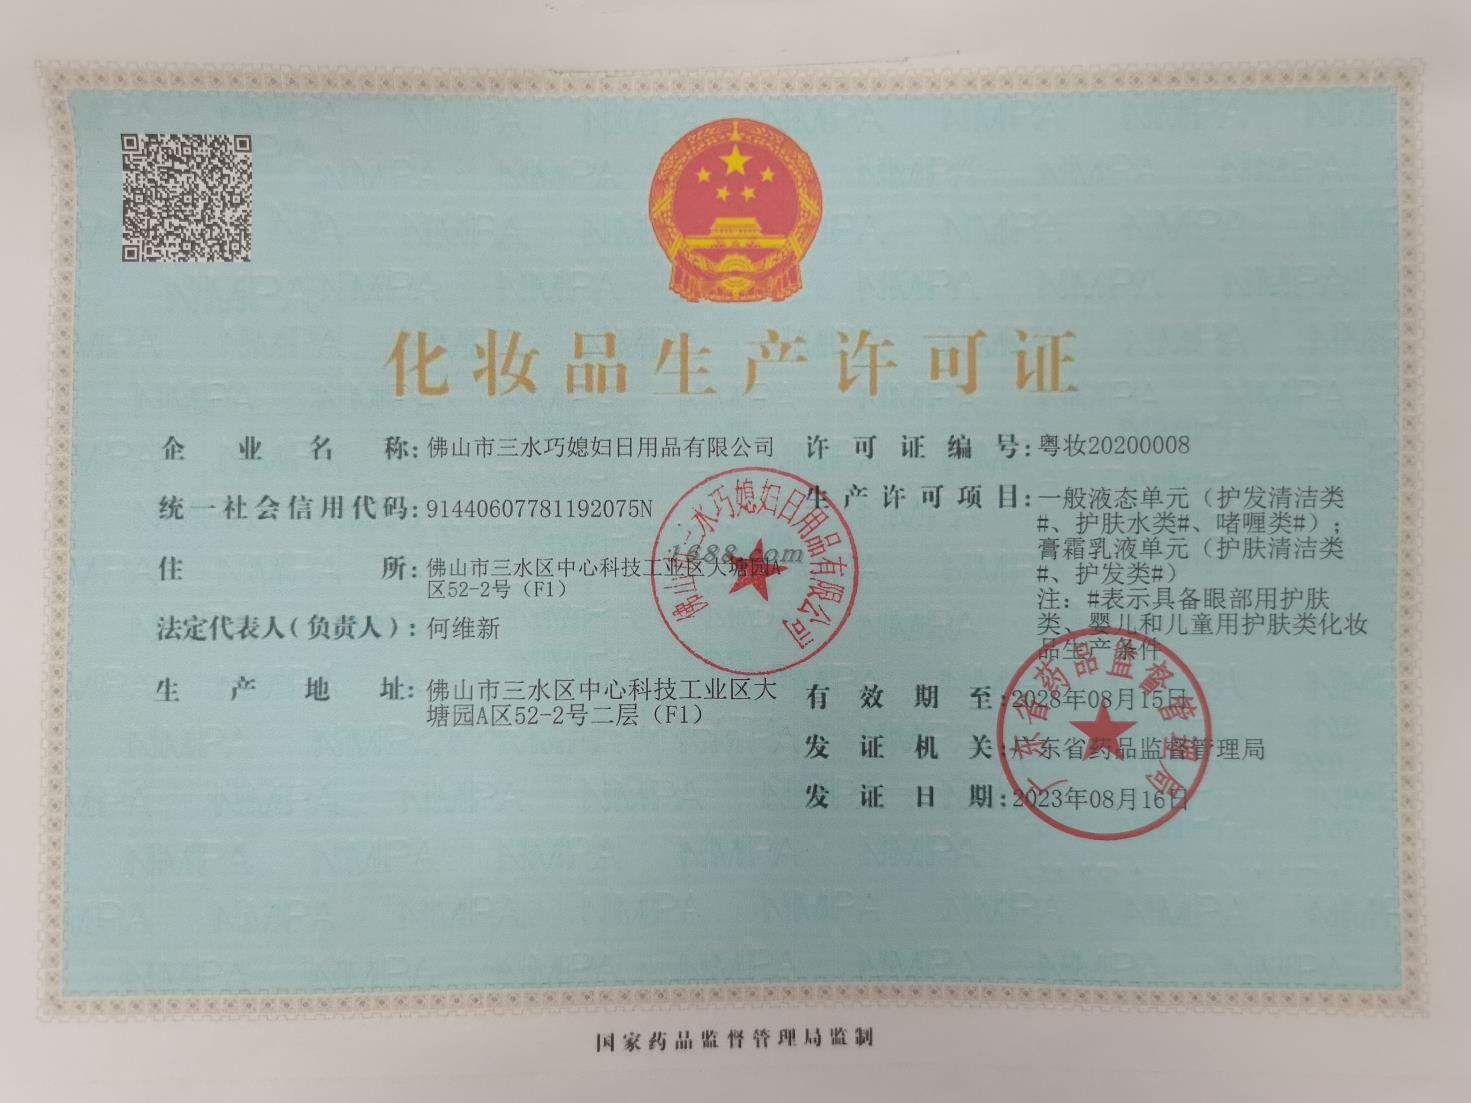 化妆品生产许可证
企业名称:佛山市三水巧媳妇日用品有限公司
统一社会信用代码:91440607781192075N
住所:佛山市三水区中心科技工业区大塘园A
区52-2号（F1）
法定代表人（负责人）:何维新
生产地址:佛山市三水区中心科技工业区大
塘园A区52-2号二层（F1）
许可证编号:粤妆20200008
生产许可项目:一般液态单元（护发清洁类
#、护肤水类#、啫喱类#）;
膏霜乳液单元（护肤清洁类
#、护发类#）
注: #表示具备眼部用护肤
类、婴儿和儿童用护肤类化妆
品生产条件
有效期至:2028年08月15日
发证机关:广东省药品监督管理局
发证日期:2023年08月16日
佛山市三水巧媳妇日用品有限公司
1688.com
广东省药品监督管理局
国家药品监督管理局监制